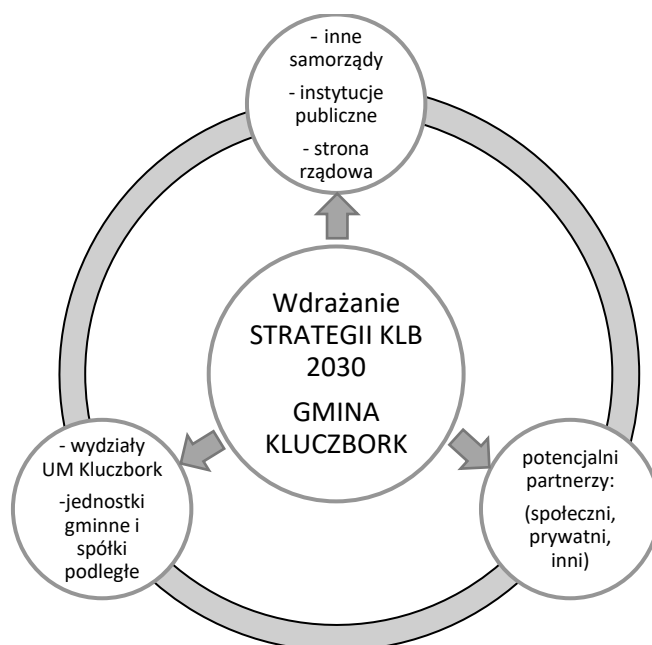 - inne
samorządy
- instytucje
publiczne
- strona
rządowa
Wdrażanie
STRATEGII KLB
2030
GMINA
KLUCZBORK
- wydziały
UM Kluczbork
-jednostki
gminne i
spółki
podległe
potencjalni
partnerzy:
(społeczni,
prywatni,
inni)